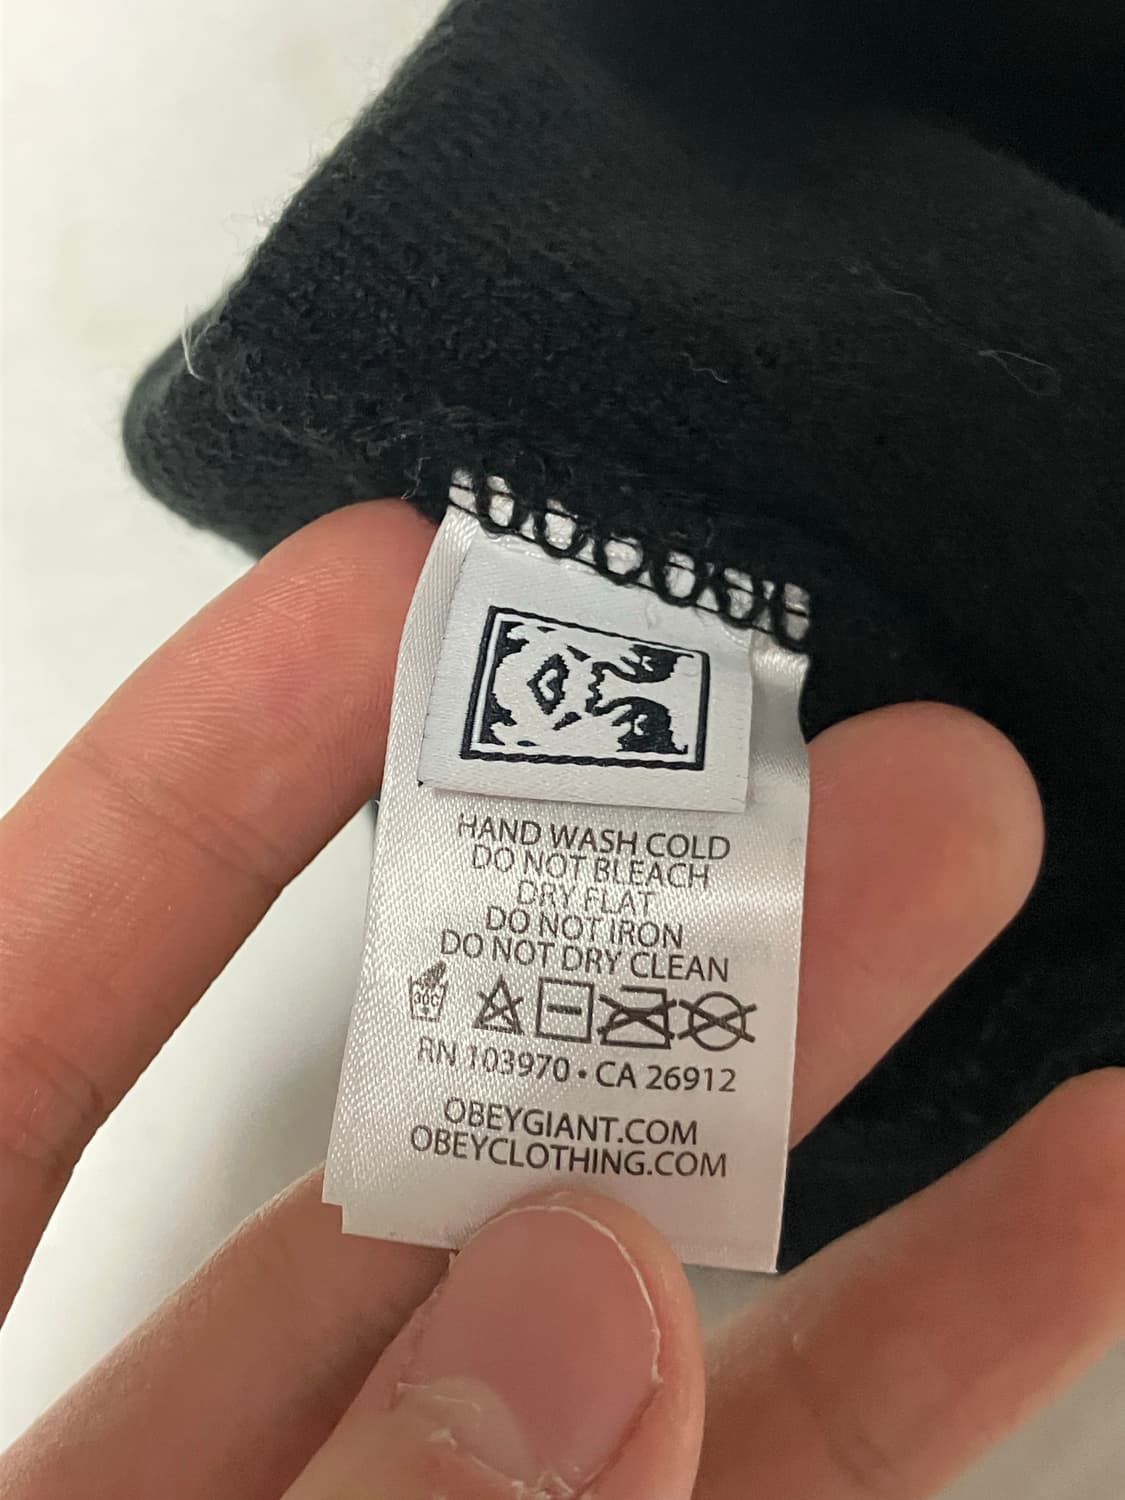 HAND WASH COLD
DO NOT BLEACH
DRY FLAT
DO NOT IRON
DO NOT DRY CLEAN
30C
RN 103970 • CA 26912
OBEYGIANT.COM
OBEYCLOTHING.COM